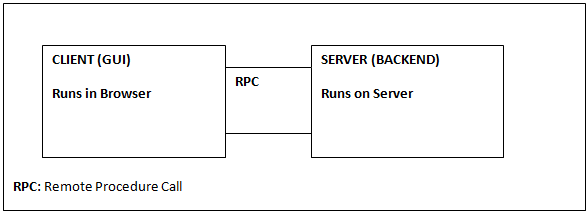 CLIENT (GUI)
Runs in Browser
RPC
SERVER (BACKEND)
Runs on Server
RPC: Remote Procedure Call